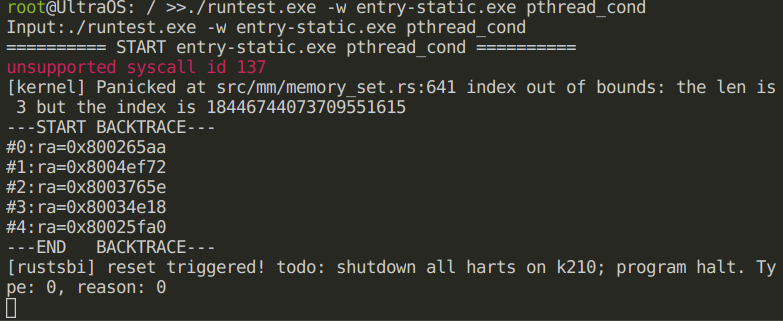 root@UltraOS: / >>./runtest.exe -w entry-static.exe pthread_cond
Input:./runtest.exe -w entry-static.exe pthread_cond
========== START entry-static.exe pthread_cond ==========
unsupported syscall id 137
[kernel] Panicked at src/mm/memory_set.rs:641 index out of bounds: the len is
 3 but the index is 18446744073709551615
---START BACKTRACE---
#0:ra=0x800265aa
#1:ra=0x8004ef72
#2:ra=0x8003765e
#3:ra=0x80034e18
#4:ra=0x80025fa0
---END   BACKTRACE---
[rustsbi] reset triggered! todo: shutdown all harts on k210; program halt. Ty
pe: 0, reason: 0